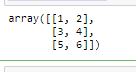 array([[1, 2],
       [3, 4],
       [5, 6]])